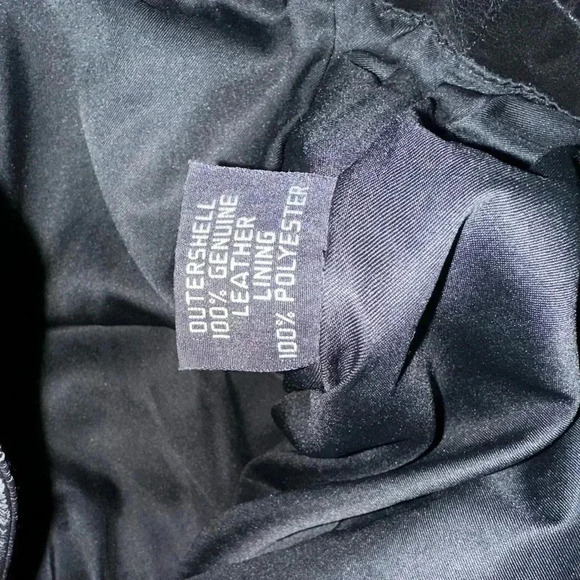 OUTERSHELL
100% GENUINE
LEATHER
LINING
100% POLYESTER